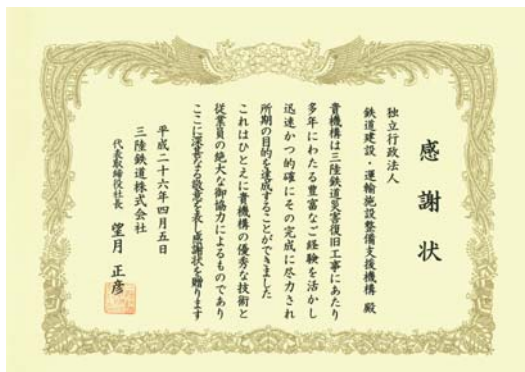 感謝状
独立行政法人
鉄道建設・運輸施設整備支援機構 殿
貴機構は三陸鉄道災害復旧工事にあたり
多年にわたる豊富なご経験を活かし
迅速かつ的確にその完成に尽力され
所期の目的を達成することができました
これはひとえに貴機構の優秀な技術と
従業員の絶大な御協力によるものであり
ここに深甚なる敬意を表し感謝状を贈ります
平成二十六年四月五日
三陸鉄道株式会社
代表取締役社長 望月 正彦